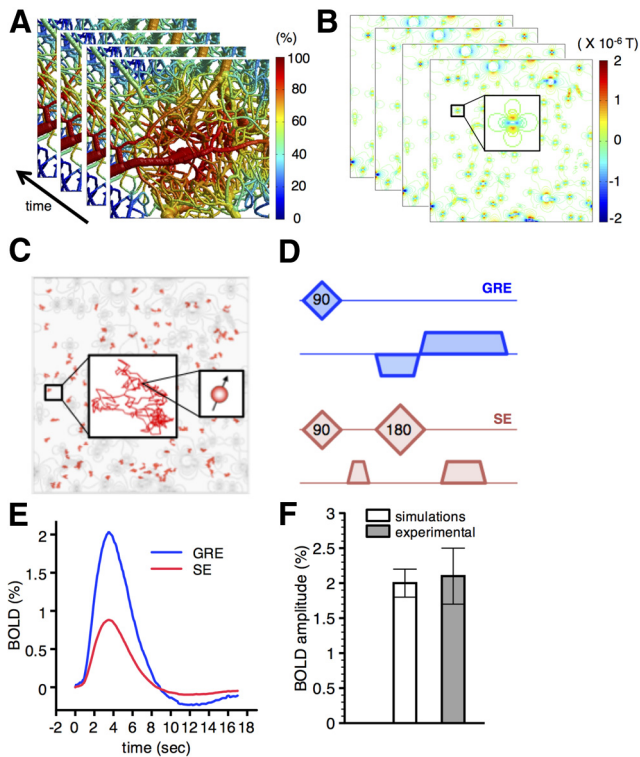 A
(%)
100
80
60
40
20
0
time
B
( X 10-6 T)
2
1
0
-1
-2
C
D
GRE
90
SE
90
180
E
BOLD (%)
2
1.5
1
0.5
0
GRE
SE
-2 0 2 4 6 8 10 12 14 16 18
time (sec)
F
BOLD amplitude (%)
3
2.5
2
1.5
1
0.5
0
simulations
experimental